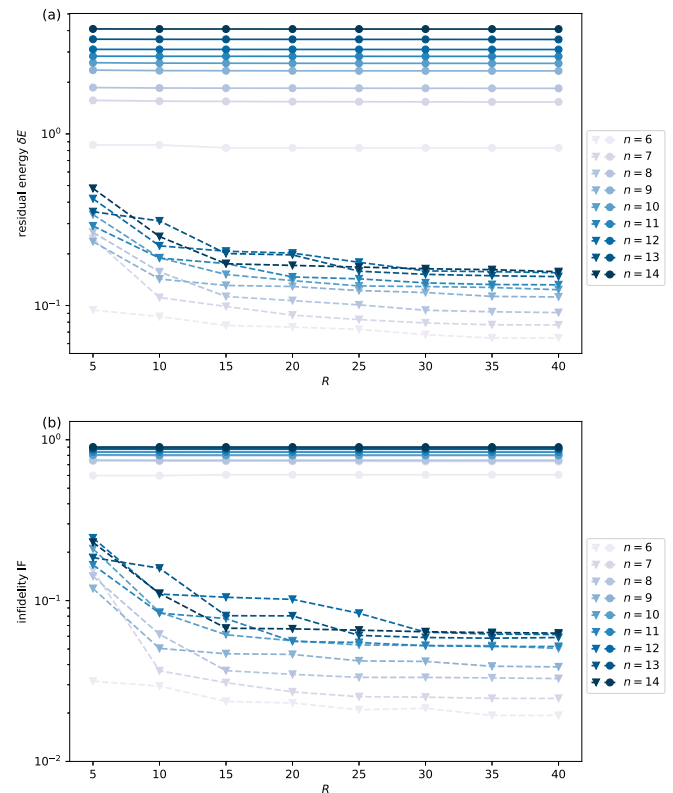 (a)
10⁰
10⁻¹
residual energy δE
5 10 15 20 25 30 35 40
R
n = 6
n = 7
n = 8
n = 9
n = 10
n = 11
n = 12
n = 13
n = 14
(b)
10⁰
10⁻¹
10⁻²
infidelity IF
5 10 15 20 25 30 35 40
R
n = 6
n = 7
n = 8
n = 9
n = 10
n = 11
n = 12
n = 13
n = 14